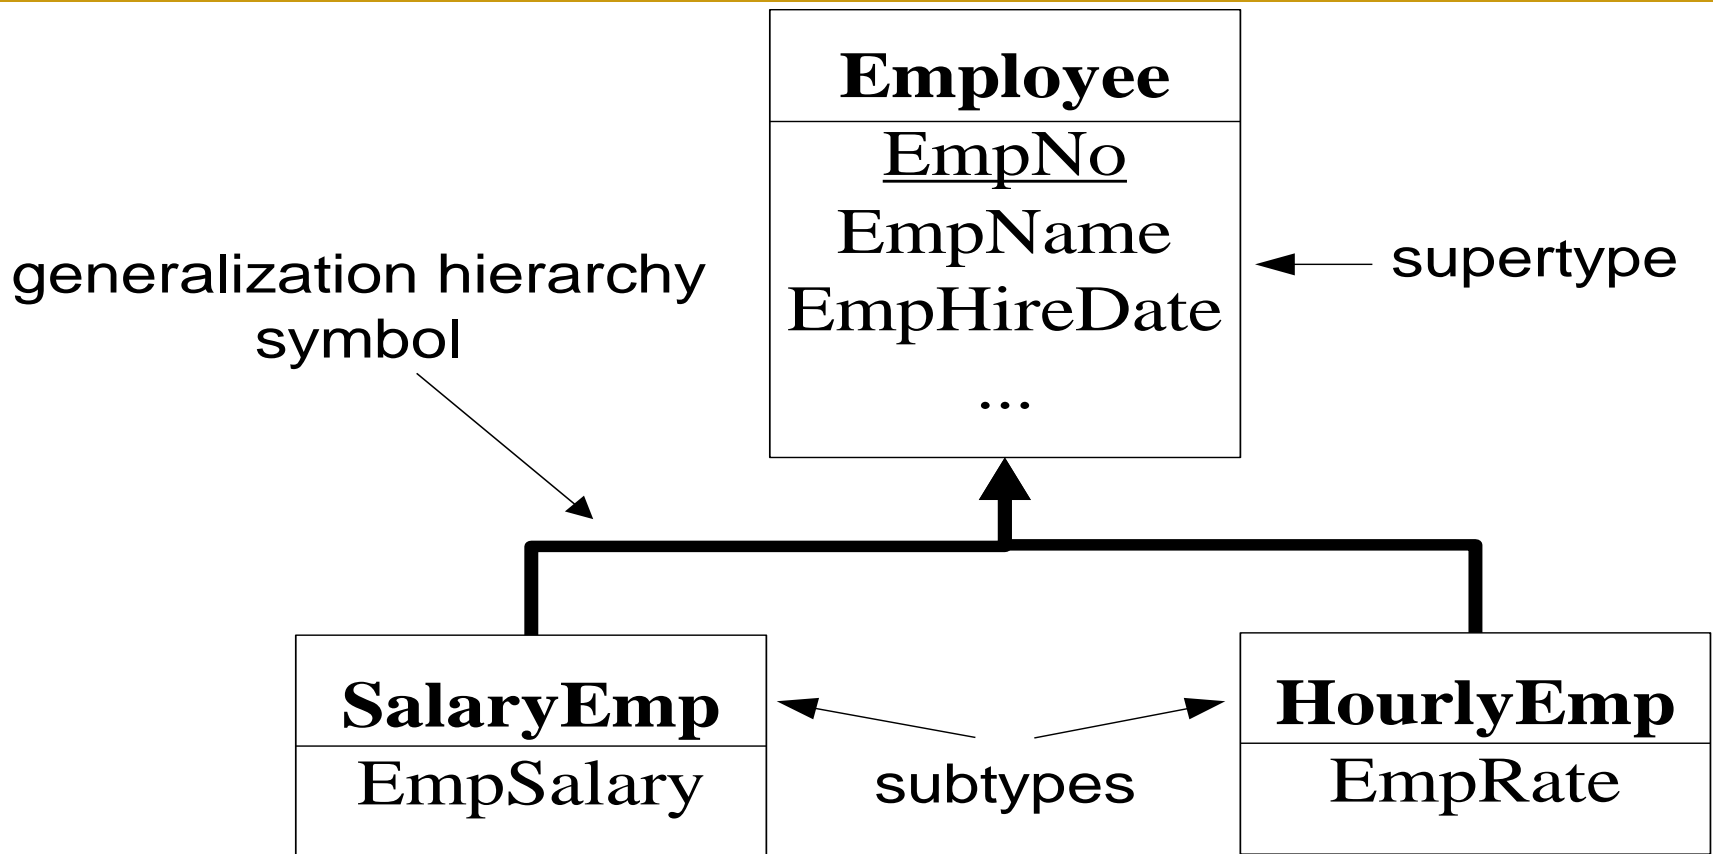 Employee
EmpNo
EmpName
EmpHireDate
...
generalization hierarchy
symbol
supertype
SalaryEmp
EmpSalary
subtypes
HourlyEmp
EmpRate